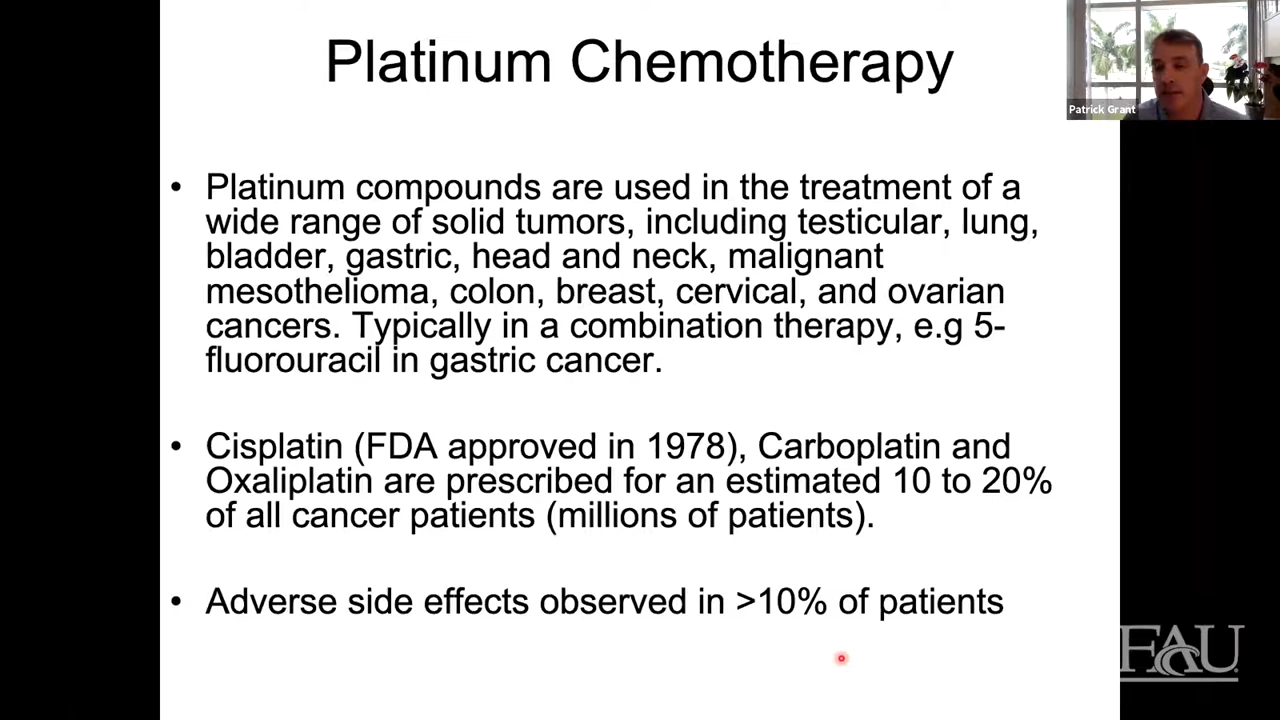 Platinum Chemotherapy
Patrick Grant
• Platinum compounds are used in the treatment of a
wide range of solid tumors, including testicular, lung,
bladder, gastric, head and neck, malignant
mesothelioma, colon, breast, cervical, and ovarian
cancers. Typically in a combination therapy, e.g 5-
fluorouracil in gastric cancer.
• Cisplatin (FDA approved in 1978), Carboplatin and
Oxaliplatin are prescribed for an estimated 10 to 20%
of all cancer patients (millions of patients).
• Adverse side effects observed in >10% of patients
FAU